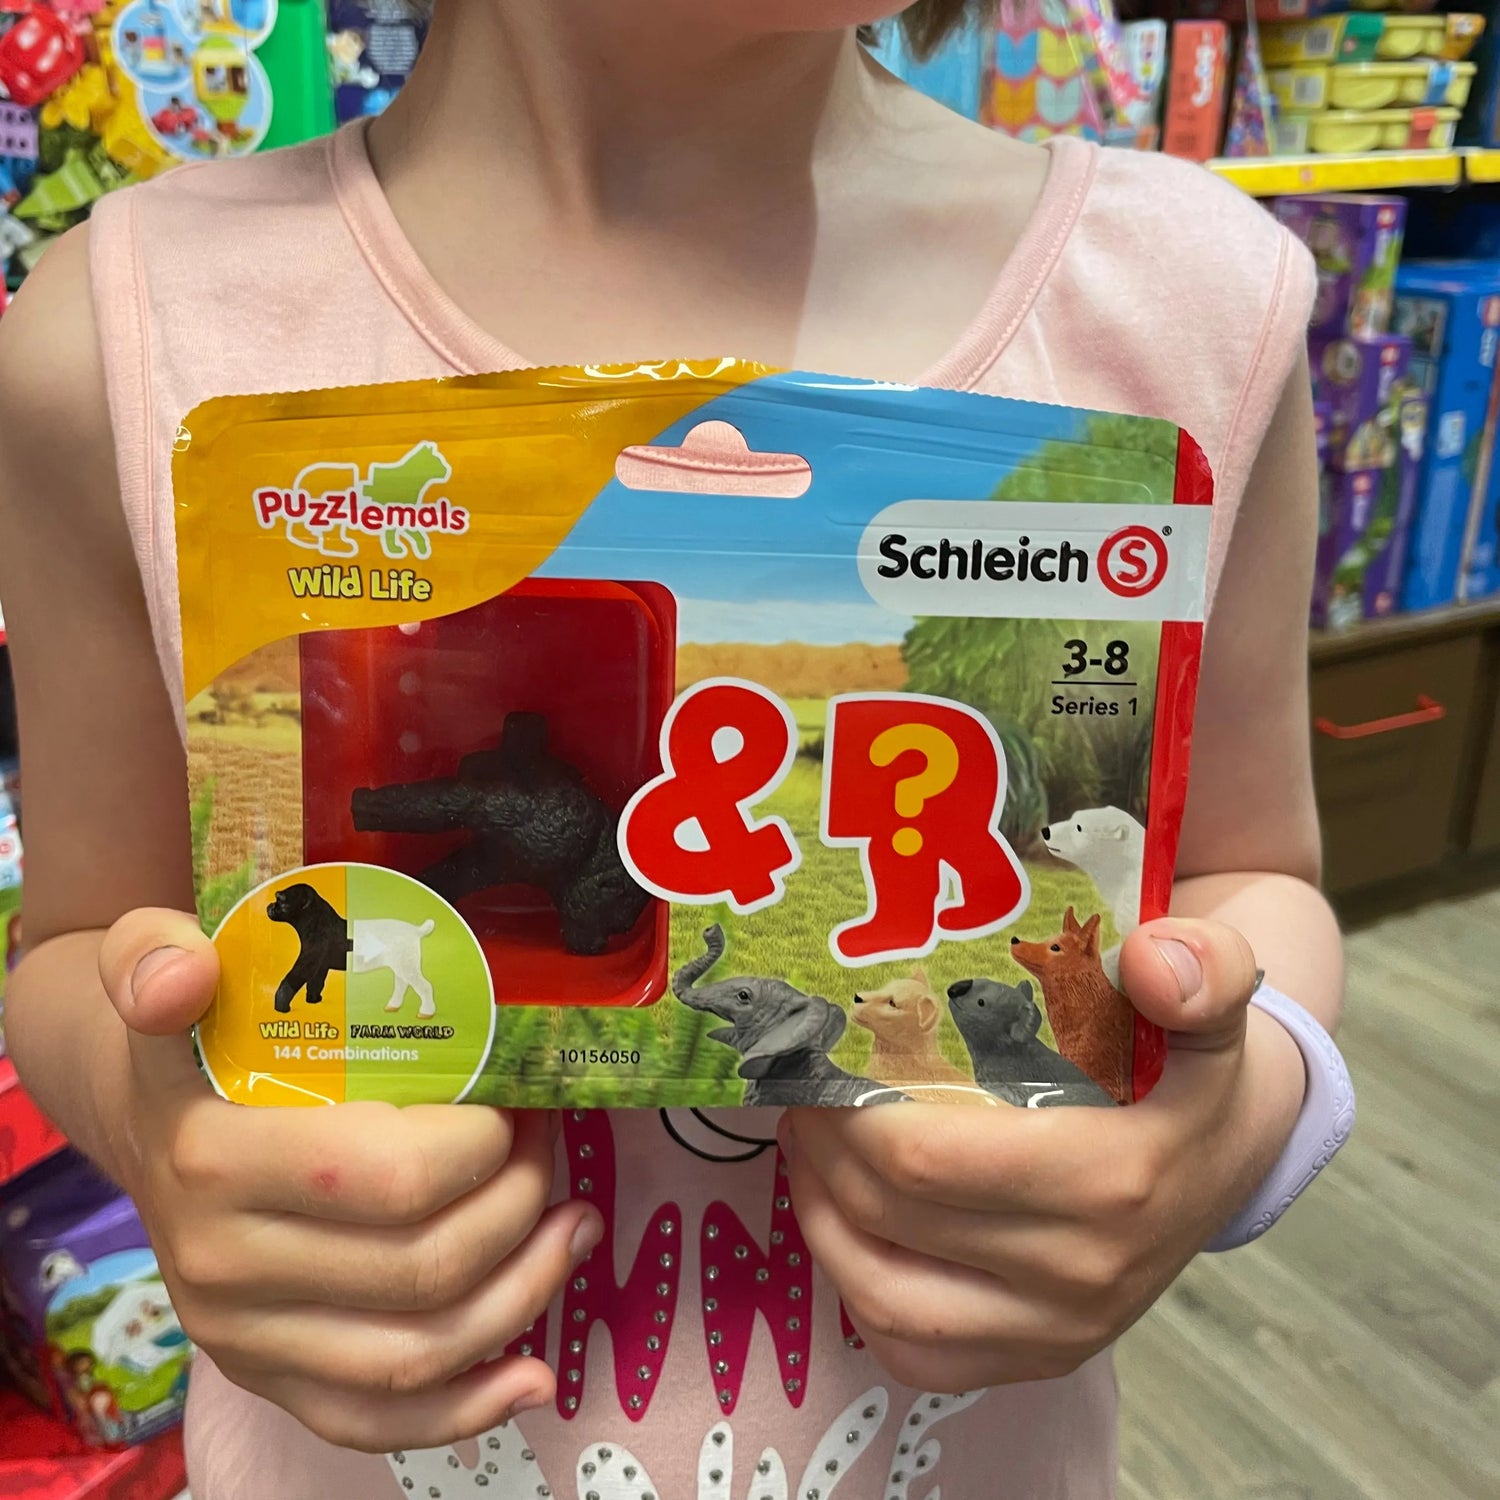 Puzzlemals
Wild Life
Schleich S®
3-8
Series 1
&
?
Wild Life FARM WORLD
144 Combinations
10156050